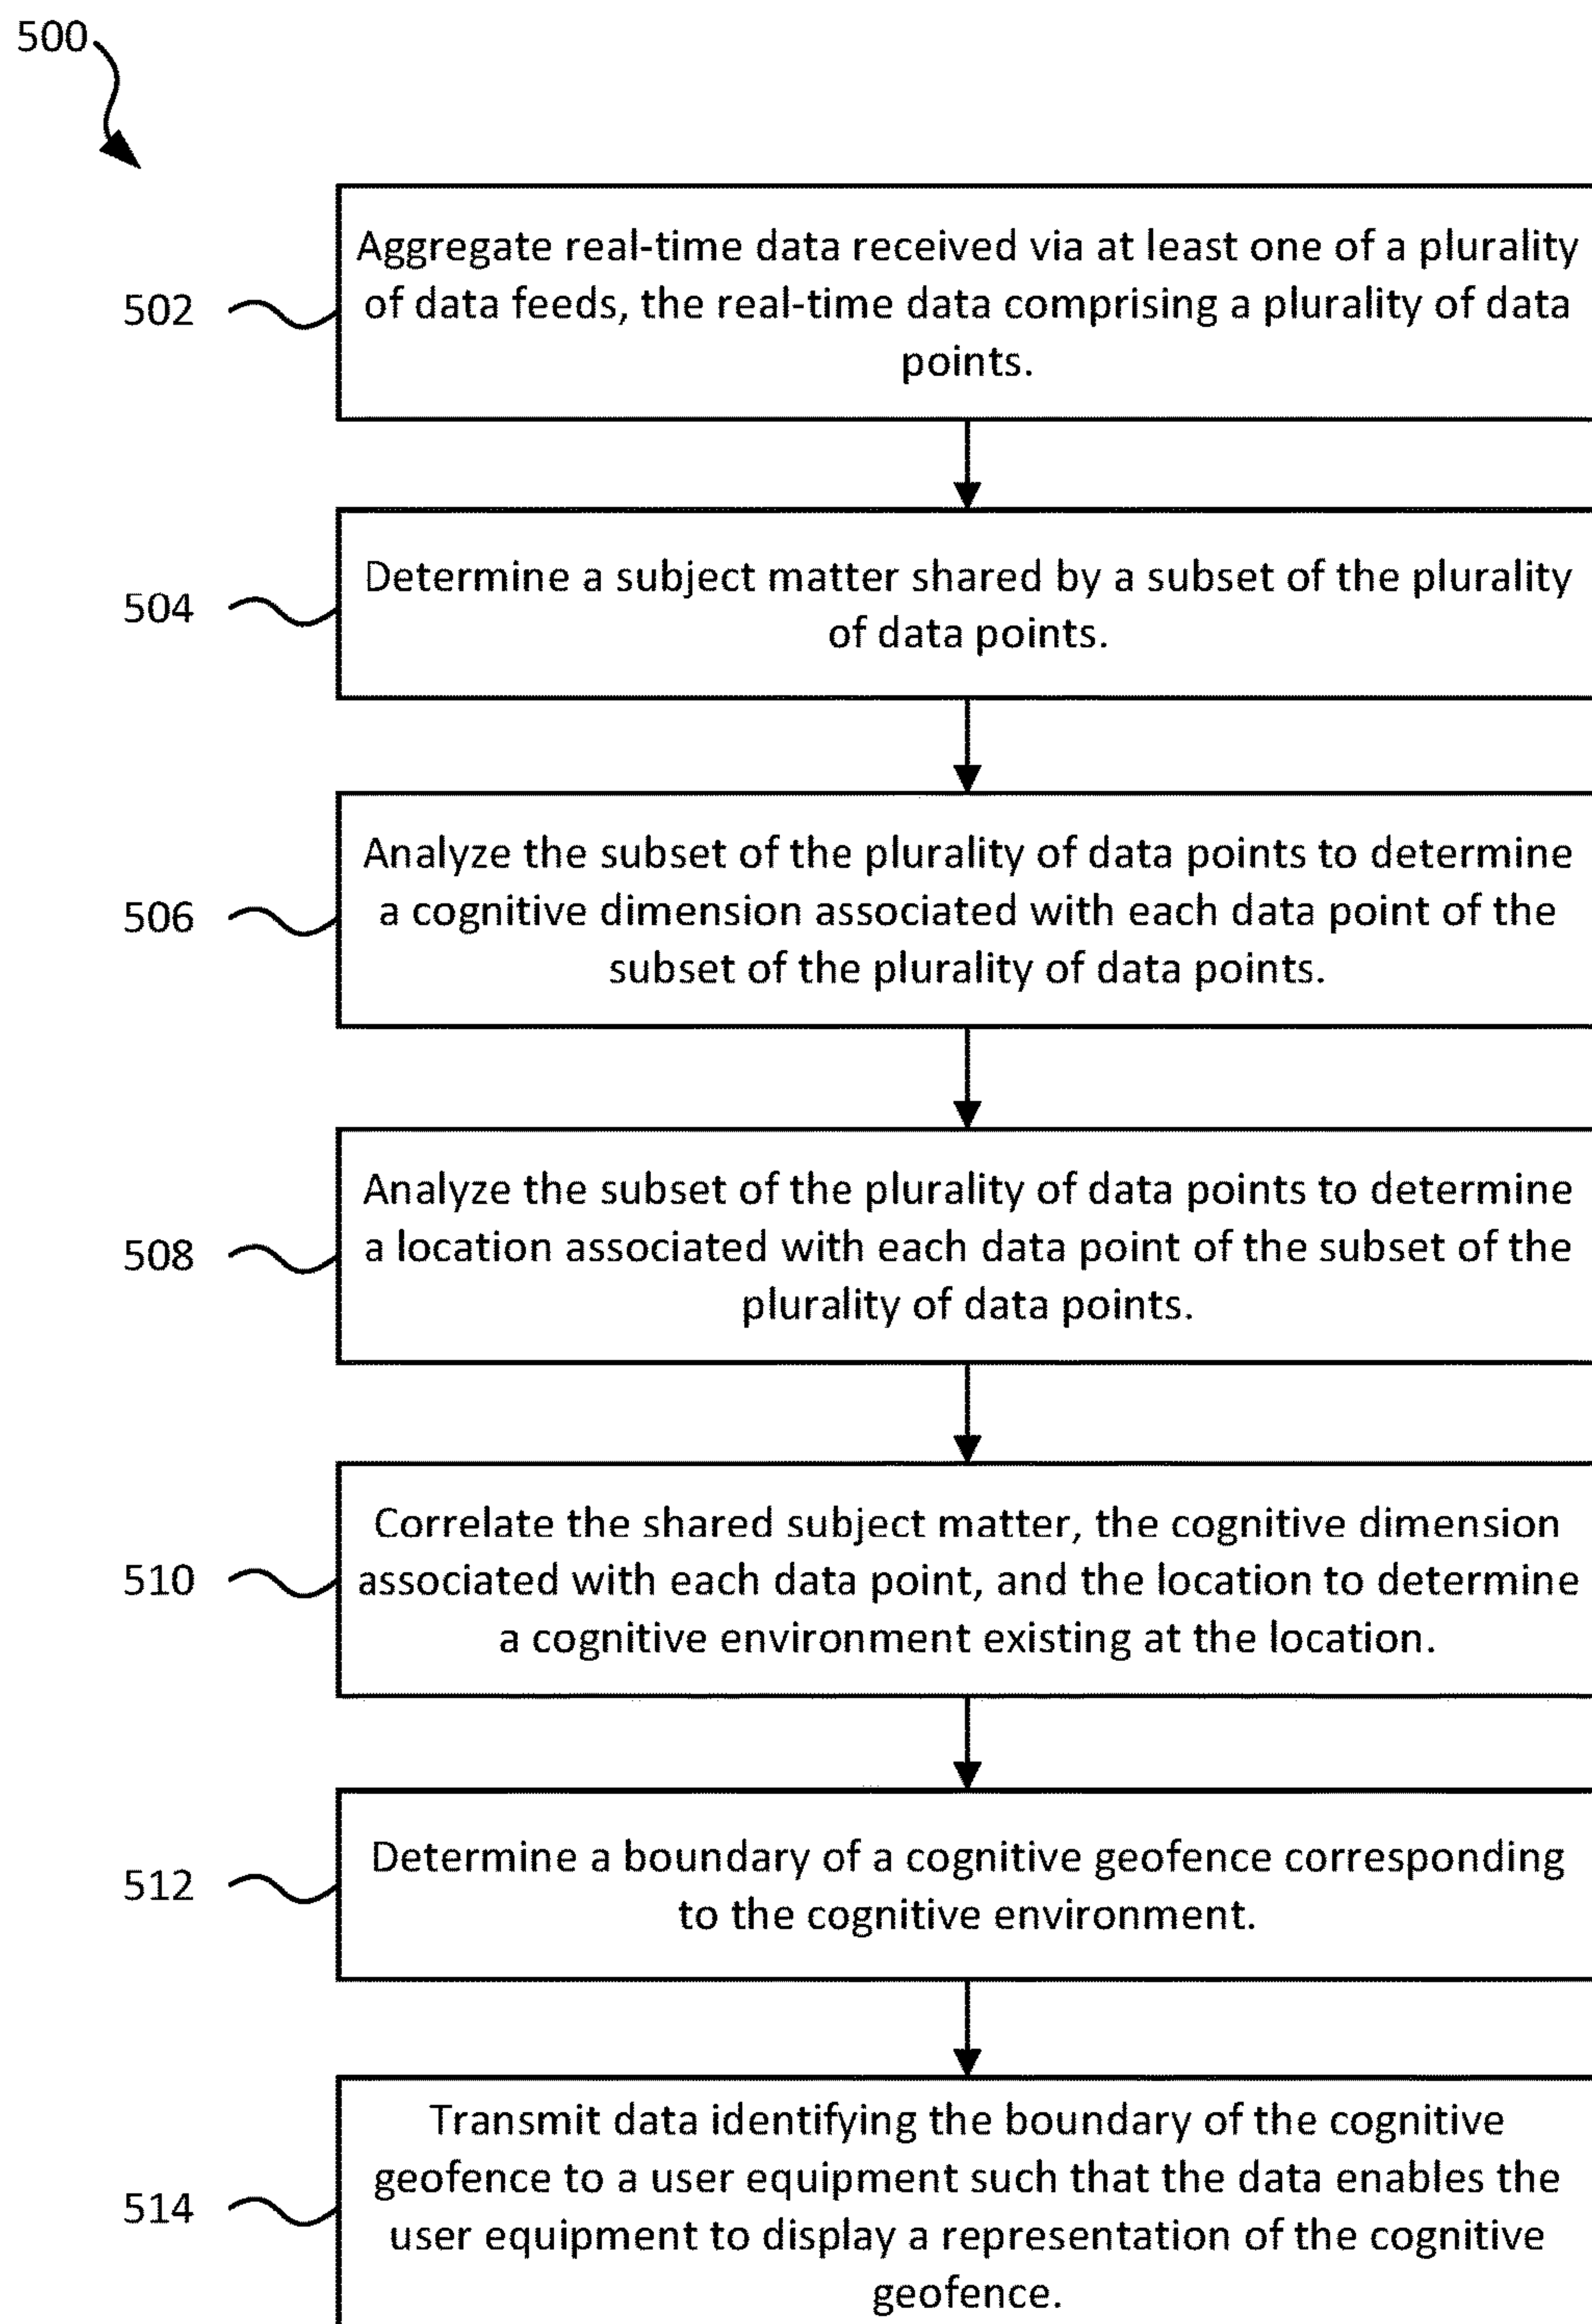 500
Aggregate real-time data received via at least one of a plurality
of data feeds, the real-time data comprising a plurality of data
points.
502
Determine a subject matter shared by a subset of the plurality
of data points.
504
Analyze the subset of the plurality of data points to determine
a cognitive dimension associated with each data point of the
subset of the plurality of data points.
506
Analyze the subset of the plurality of data points to determine
a location associated with each data point of the subset of the
plurality of data points.
508
Correlate the shared subject matter, the cognitive dimension
associated with each data point, and the location to determine
a cognitive environment existing at the location.
510
Determine a boundary of a cognitive geofence corresponding
to the cognitive environment.
512
Transmit data identifying the boundary of the cognitive
geofence to a user equipment such that the data enables the
user equipment to display a representation of the cognitive
geofence.
514